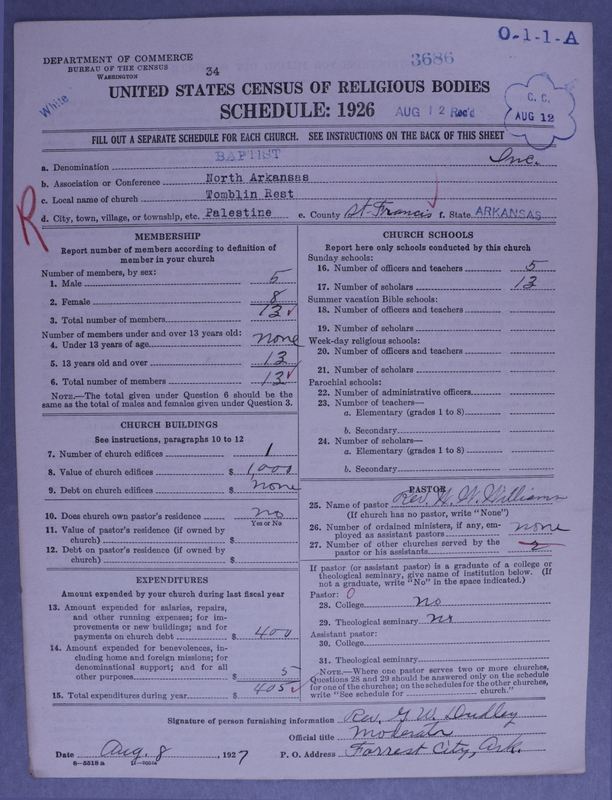 O-1-1-A
DEPARTMENT OF COMMERCE
BUREAU OF THE CENSUS
WASHINGTON
34
3686
White
UNITED STATES CENSUS OF RELIGIOUS BODIES
SCHEDULE: 1926
AUG 12 Rec'd
C. C.
AUG 12
FILL OUT A SEPARATE SCHEDULE FOR EACH CHURCH. SEE INSTRUCTIONS ON THE BACK OF THIS SHEET
a. Denomination BAPTIST Inc.
b. Association or Conference North Arkansas
c. Local name of church Tomblin Rest
d. City, town, village, or township, etc. Palestine e. County St. Francis f. State ARKANSAS
R
MEMBERSHIP
Report number of members according to definition of
member in your church
Number of members, by sex:
1. Male 5
2. Female 8
3. Total number of members 13
Number of members under and over 13 years old:
4. Under 13 years of age none
5. 13 years old and over 13
6. Total number of members 13
NOTE.—The total given under Question 6 should be the
same as the total of males and females given under Question 3.
CHURCH BUILDINGS
See instructions, paragraphs 10 to 12
7. Number of church edifices 1
8. Value of church edifices $ 1,000
9. Debt on church edifices $ none
10. Does church own pastor's residence no
Yes or No
11. Value of pastor's residence (if owned by
church) $
12. Debt on pastor's residence (if owned by
church) $
EXPENDITURES
Amount expended by your church during last fiscal year
13. Amount expended for salaries, repairs,
and other running expenses; for im-
provements or new buildings; and for
payments on church debt $ 400
14. Amount expended for benevolences, in-
cluding home and foreign missions; for
denominational support; and for all
other purposes $ 5
15. Total expenditures during year $ 405
CHURCH SCHOOLS
Report here only schools conducted by this church
Sunday schools:
16. Number of officers and teachers 5
17. Number of scholars 13
Summer vacation Bible schools:
18. Number of officers and teachers
19. Number of scholars
Week-day religious schools:
20. Number of officers and teachers
21. Number of scholars
Parochial schools:
22. Number of administrative officers
23. Number of teachers—
a. Elementary (grades 1 to 8)
b. Secondary
24. Number of scholars—
a. Elementary (grades 1 to 8)
b. Secondary
PASTOR
25. Name of pastor Rev. H. W. Williams
(If church has no pastor, write "None")
26. Number of ordained ministers, if any, em-
ployed as assistant pastors none
27. Number of other churches served by the
pastor or his assistants 2
If pastor (or assistant pastor) is a graduate of a college or
theological seminary, give name of institution below. (If
not a graduate, write "No" in the space indicated.)
Pastor: 0
28. College no
29. Theological seminary no
Assistant pastor:
30. College
31. Theological seminary
NOTE.—Where one pastor serves two or more churches,
Questions 28 and 29 should be answered only on the schedule
for one of the churches; on the schedules for the other churches,
write "See schedule for church."
Signature of person furnishing information Rev. G. W. Dudley
Official title Moderator
Date Aug. 8, 1927 P. O. Address Forrest City, Ark.
8—5518 a